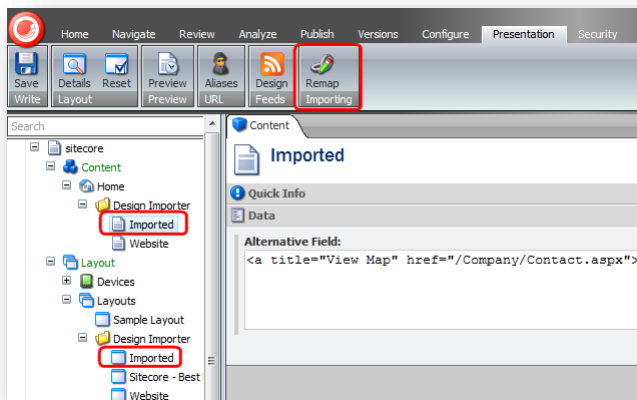 Home Navigate Review Analyze Publish Versions Configure Presentation Security
Save Details Reset Preview Aliases Design Remap
Write Layout Preview URL Feeds Importing
Search
Content
sitecore
Imported
Content
Home
Quick Info
Design Importer
Data
Imported
Website
Alternative Field:
<a title="View Map" href="/Company/Contact.aspx">
Layout
Devices
Layouts
Sample Layout
Design Importer
Imported
Sitecore - Best
Website